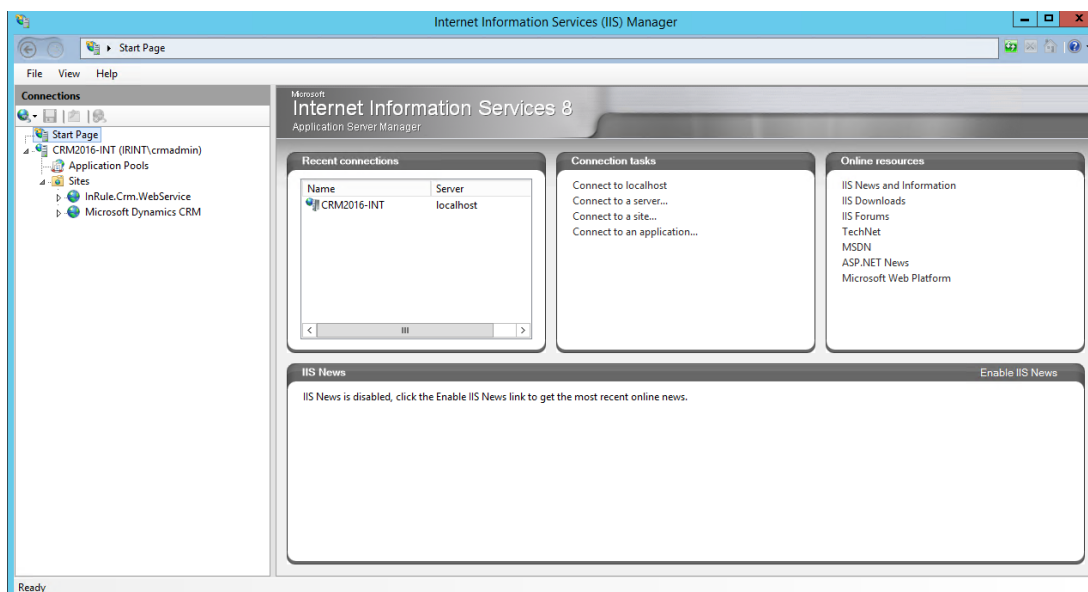 Internet Information Services (IIS) Manager
Start Page
File View Help
Connections
Start Page
CRM2016-INT (IRINT\crmadmin)
Application Pools
Sites
InRule.Crm.WebService
Microsoft Dynamics CRM
Microsoft
Internet Information Services 8
Application Server Manager
Recent connections
Name Server
CRM2016-INT localhost
Connection tasks
Connect to localhost
Connect to a server...
Connect to a site...
Connect to an application...
Online resources
IIS News and Information
IIS Downloads
IIS Forums
TechNet
MSDN
ASP.NET News
Microsoft Web Platform
IIS News Enable IIS News
IIS News is disabled, click the Enable IIS News link to get the most recent online news.
Ready